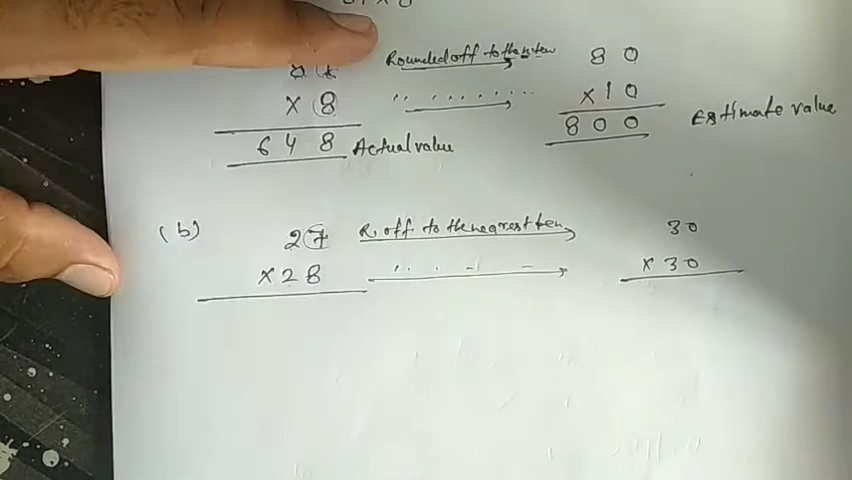 Rounded off to the n ten 80
× 8 × 10
648 Actual value 800 Estimate value
(b) 27 R. off to the nearest ten 30
× 28 × 30